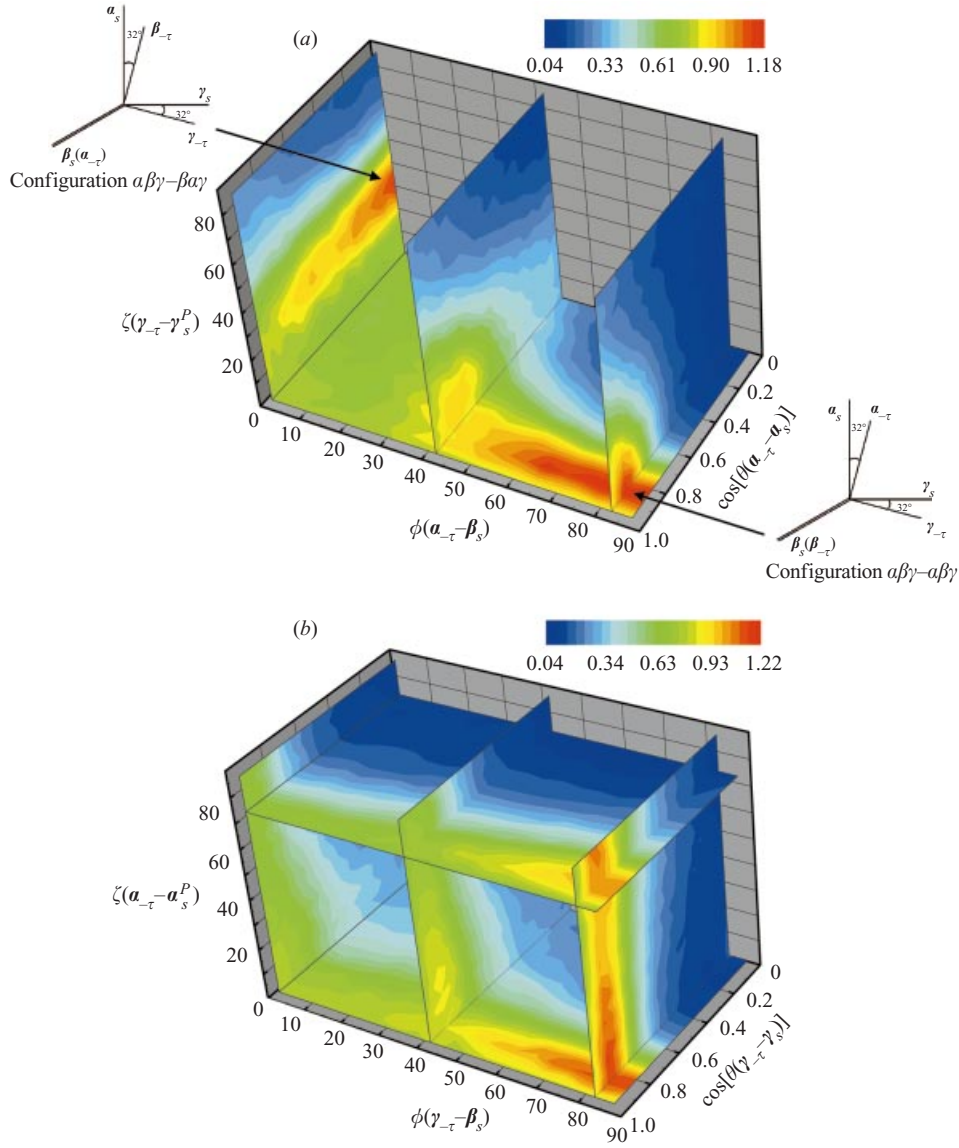 α_s
32°
β_{–τ}
γ_s
32°
γ_{–τ}
β_s(α_{–τ})
Configuration αβγ–βαγ
(a)
0.04 0.33 0.61 0.90 1.18
80
60
40
20
0
ζ(γ_{–τ}–γ_s^P)
10 20 30 40 50 60 70 80 90
ϕ(α_{–τ}–β_s)
0
0.2
0.4
0.6
0.8
1.0
cos[θ(α_{–τ}–α_s)]
α_s
32°
α_{–τ}
γ_s
32°
γ_{–τ}
β_s(β_{–τ})
Configuration αβγ–αβγ
(b)
0.04 0.34 0.63 0.93 1.22
80
60
40
20
0
ζ(α_{–τ}–α_s^P)
10 20 30 40 50 60 70 80 90
ϕ(γ_{–τ}–β_s)
0
0.2
0.4
0.6
0.8
1.0
cos[θ(γ_{–τ}–γ_s)]